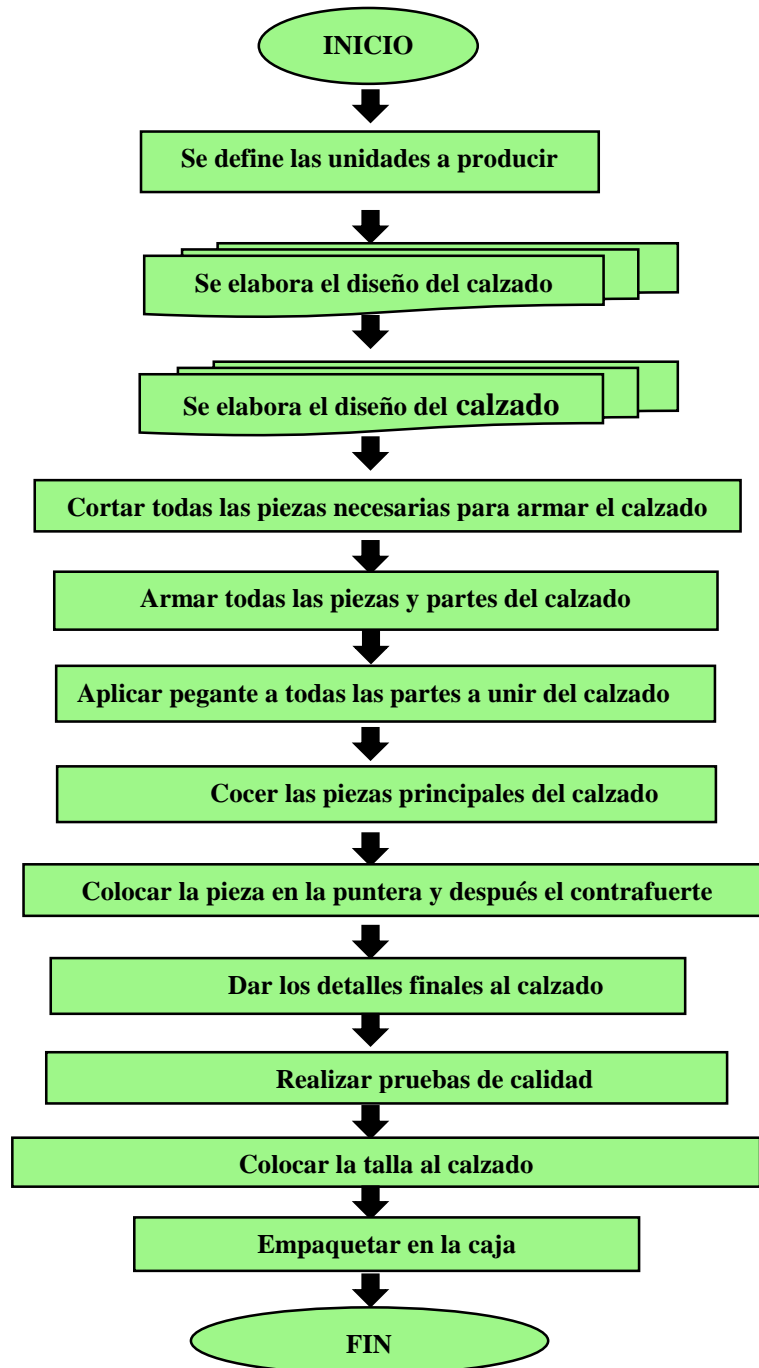 INICIO
Se define las unidades a producir
Se elabora el diseño del calzado
Se elabora el diseño del calzado
Cortar todas las piezas necesarias para armar el calzado
Armar todas las piezas y partes del calzado
Aplicar pegante a todas las partes a unir del calzado
Cocer las piezas principales del calzado
Colocar la pieza en la puntera y después el contrafuerte
Dar los detalles finales al calzado
Realizar pruebas de calidad
Colocar la talla al calzado
Empaquetar en la caja
FIN